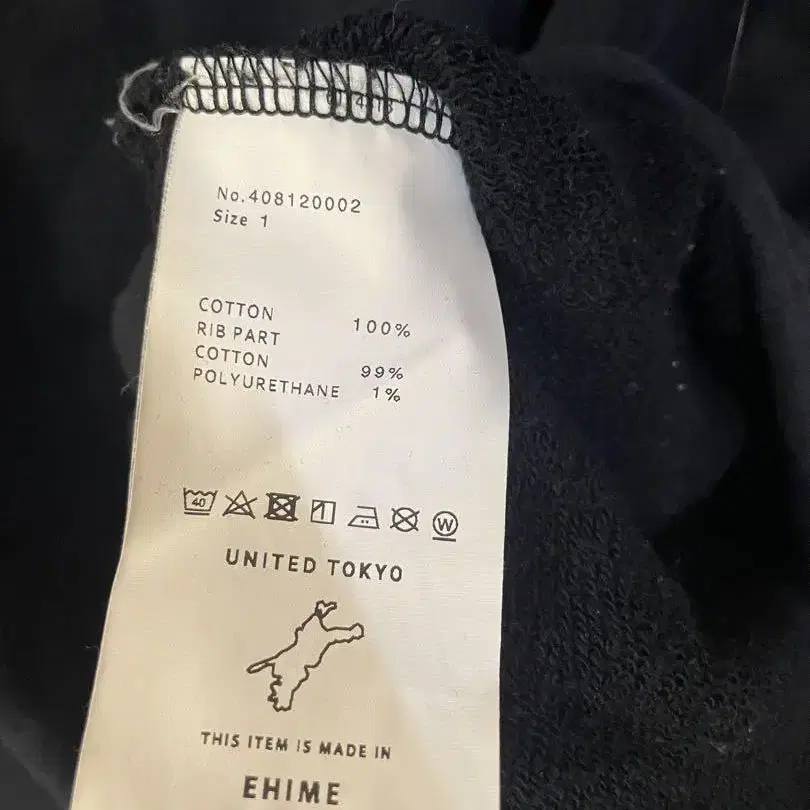 No.408120002
Size 1
COTTON 100%
RIB PART
COTTON 99%
POLYURETHANE 1%
40
W
UNITED TOKYO
THIS ITEM IS MADE IN
EHIME